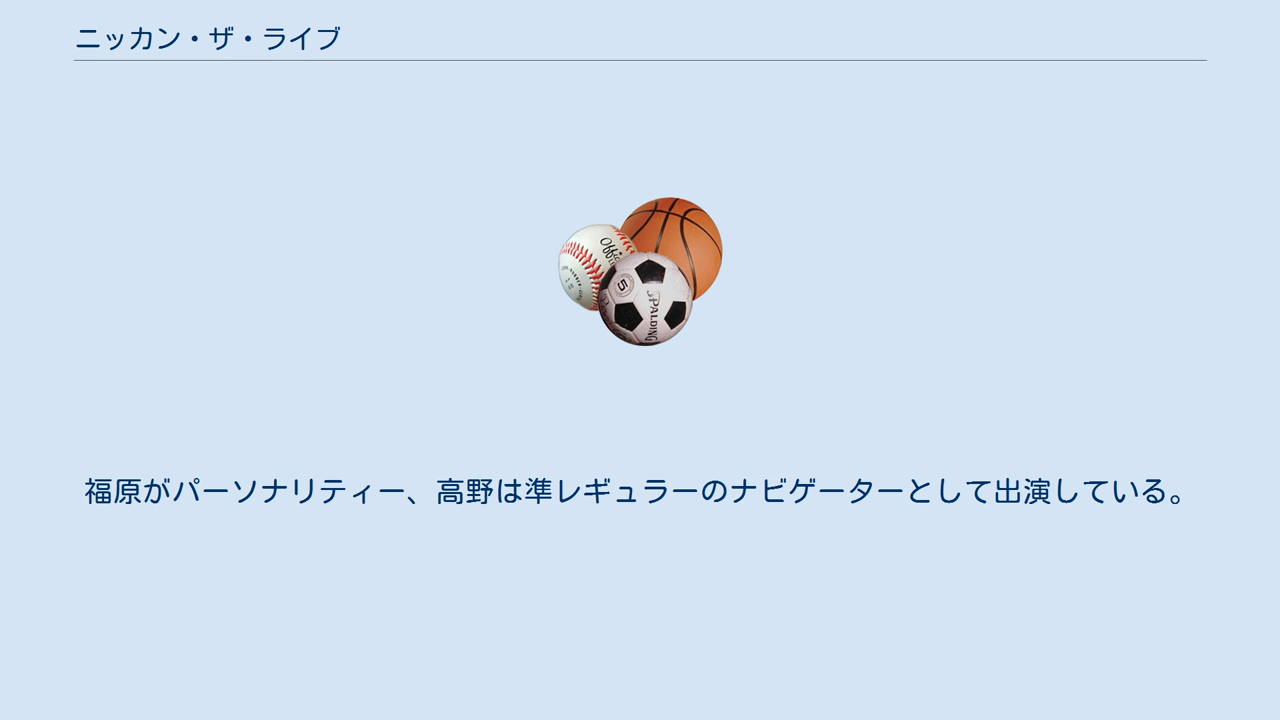 ニッカン・ザ・ライブ
5
SPALDING
福原がパーソナリティー、高野は準レギュラーのナビゲーターとして出演している。